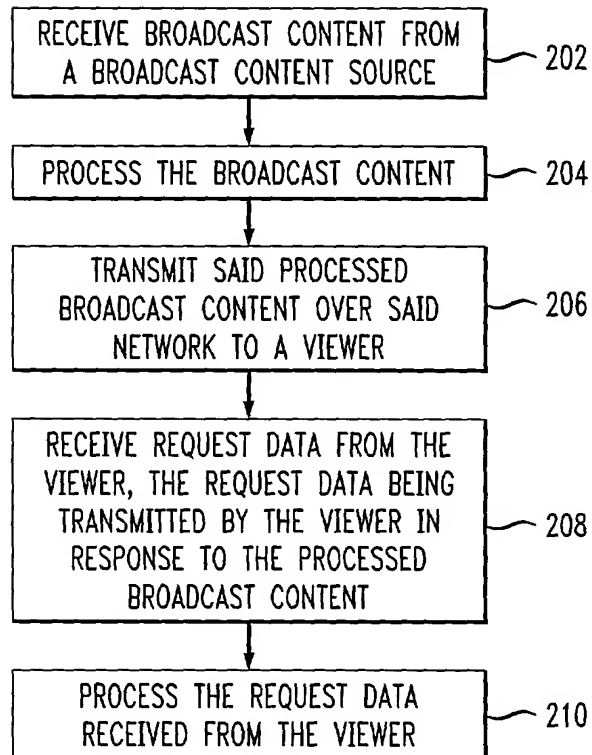 RECEIVE BROADCAST CONTENT FROM
A BROADCAST CONTENT SOURCE
202
PROCESS THE BROADCAST CONTENT
204
TRANSMIT SAID PROCESSED
BROADCAST CONTENT OVER SAID
NETWORK TO A VIEWER
206
RECEIVE REQUEST DATA FROM THE
VIEWER, THE REQUEST DATA BEING
TRANSMITTED BY THE VIEWER IN
RESPONSE TO THE PROCESSED
BROADCAST CONTENT
208
PROCESS THE REQUEST DATA
RECEIVED FROM THE VIEWER
210